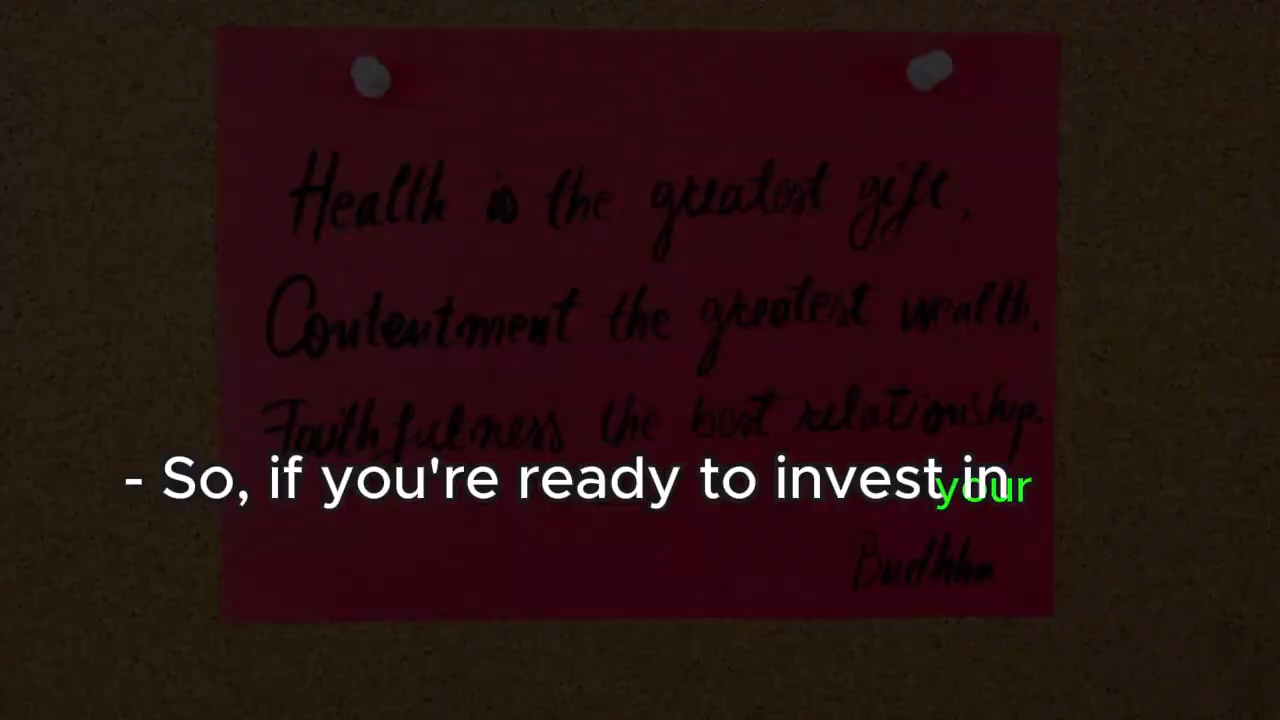 Health is the greatest gift,
Contentment the greatest wealth,
Faithfulness the best relationship.
- So, if you're ready to invest in your
Buddha